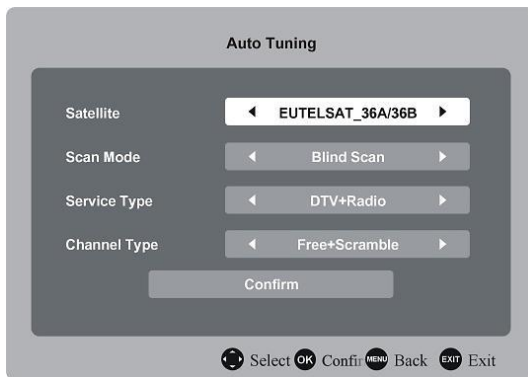 Auto Tuning
Satellite EUTELSAT_36A/36B
Scan Mode Blind Scan
Service Type DTV+Radio
Channel Type Free+Scramble
Confirm
Select OK Confir MENU Back EXIT Exit